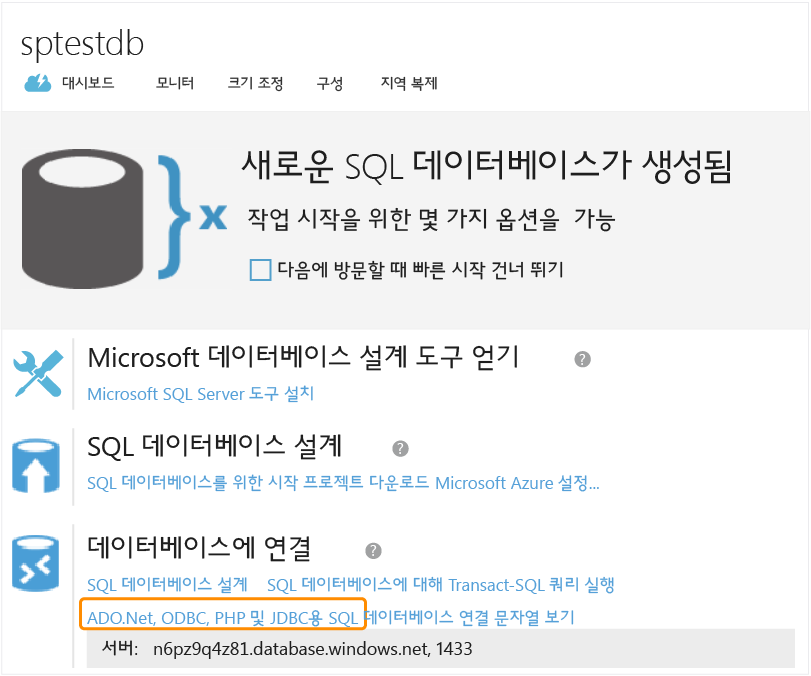 sptestdb
대시보드 모니터 크기 조정 구성 지역 복제
새로운 SQL 데이터베이스가 생성됨
작업 시작을 위한 몇 가지 옵션을 가능
다음에 방문할 때 빠른 시작 건너 뛰기
Microsoft 데이터베이스 설계 도구 얻기 ?
Microsoft SQL Server 도구 설치
SQL 데이터베이스 설계 ?
SQL 데이터베이스를 위한 시작 프로젝트 다운로드 Microsoft Azure 설정...
데이터베이스에 연결 ?
SQL 데이터베이스 설계 SQL 데이터베이스에 대해 Transact-SQL 쿼리 실행
ADO.Net, ODBC, PHP 및 JDBC용 SQL 데이터베이스 연결 문자열 보기
서버: n6pz9q4z81.database.windows.net, 1433